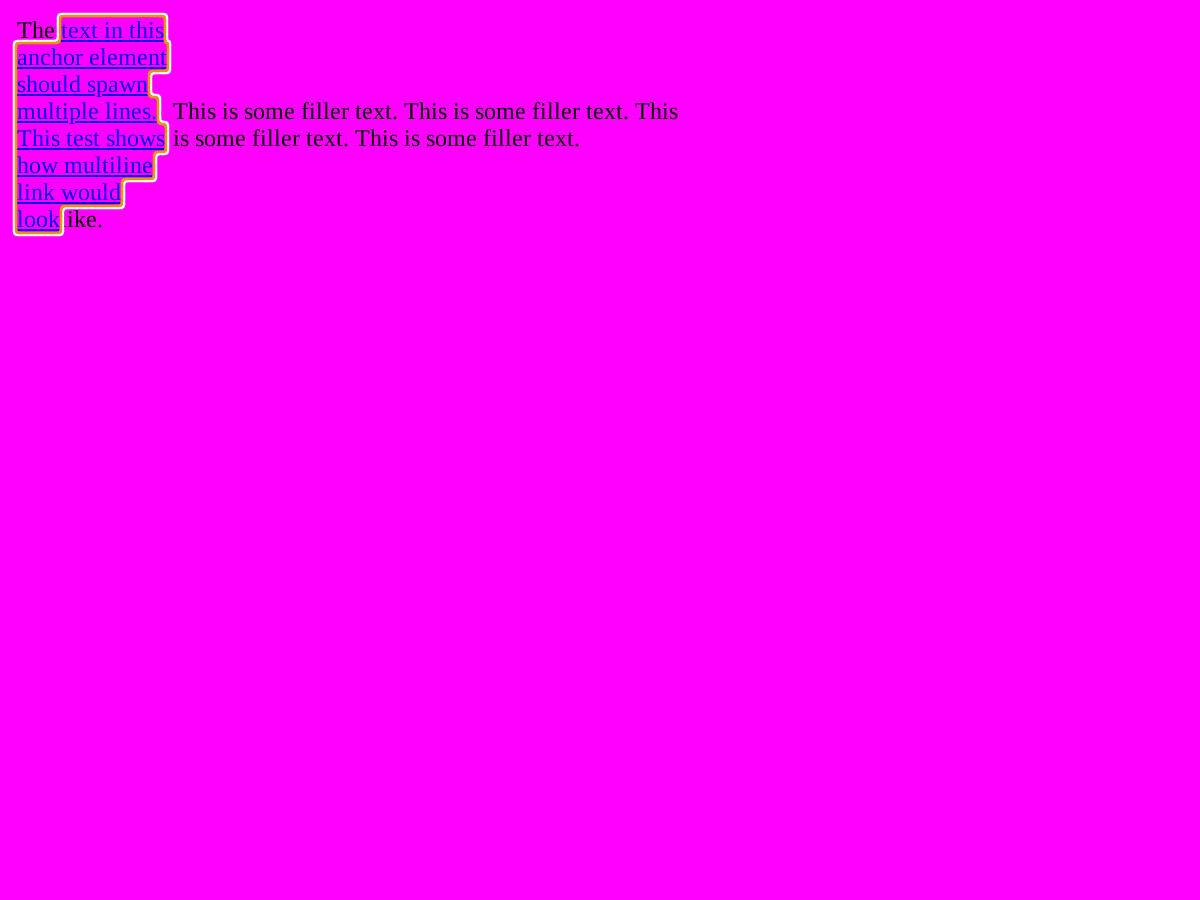 The text in this
anchor element
should spawn
multiple lines.
This test shows
how multiline
link would
look like.
This is some filler text. This is some filler text. This
is some filler text. This is some filler text.